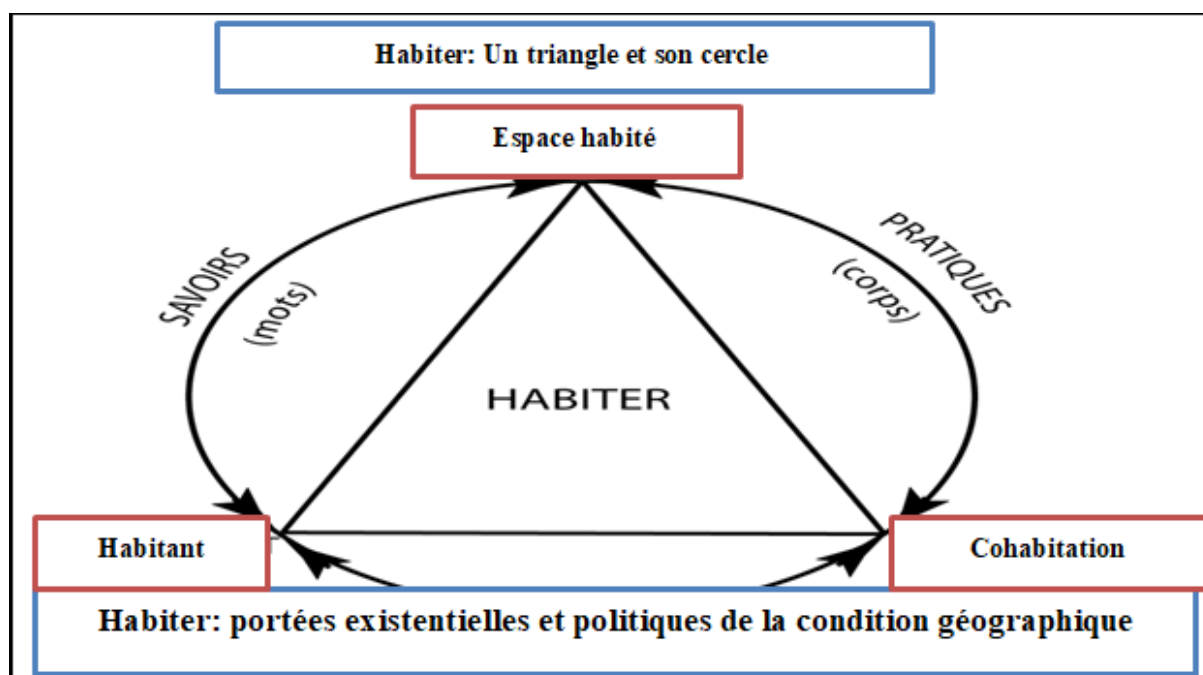 Habiter: Un triangle et son cercle
Espace habité
SAVOIRS
(mots)
PRATIQUES
(corps)
HABITER
Habitant
Cohabitation
Habiter: portées existentielles et politiques de la condition géographique